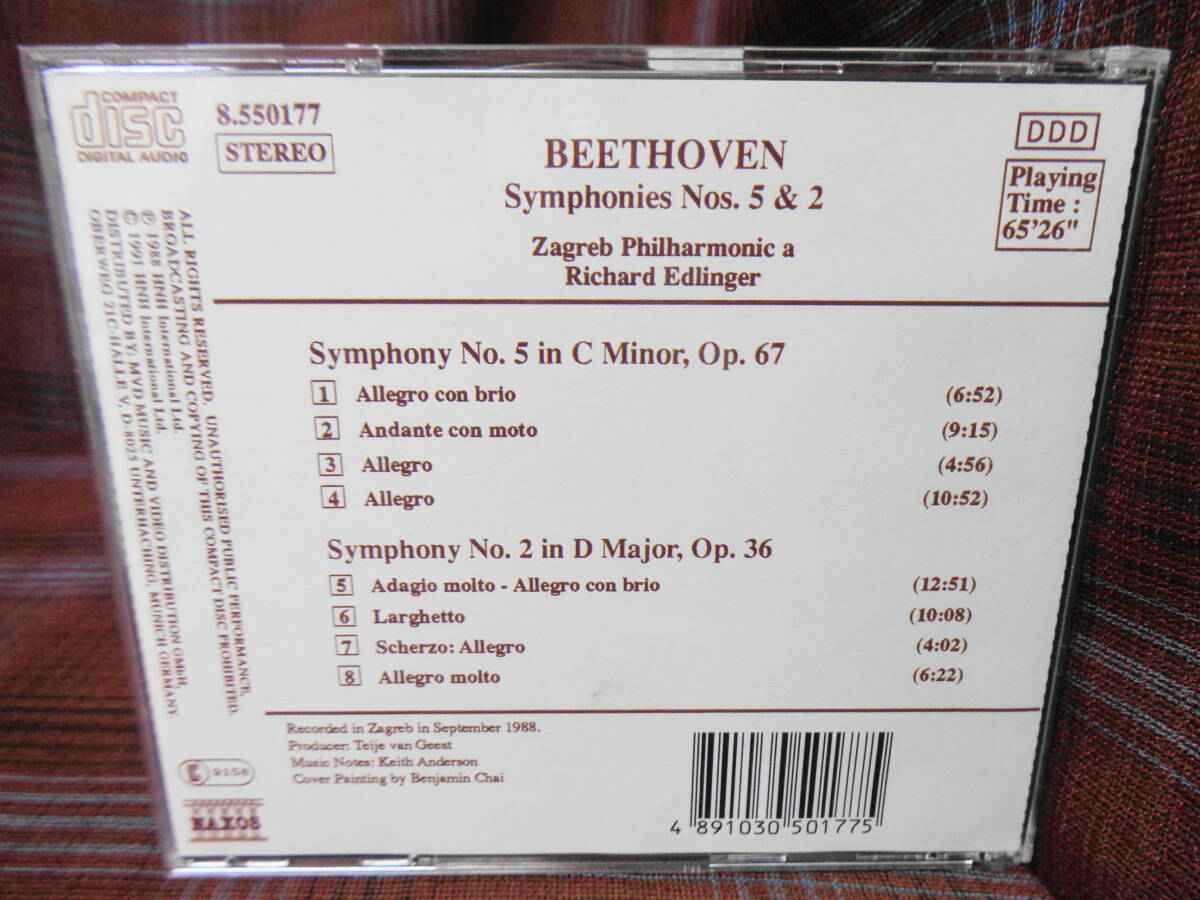 COMPACT
disc
DIGITAL AUDIO
8.550177
STEREO
BEETHOVEN
Symphonies Nos. 5 & 2
Zagreb Philharmonic a
Richard Edlinger
DDD
Playing
Time :
65'26"
Symphony No. 5 in C Minor, Op. 67
1 Allegro con brio (6:52)
2 Andante con moto (9:15)
3 Allegro (4:56)
4 Allegro (10:52)
Symphony No. 2 in D Major, Op. 36
5 Adagio molto - Allegro con brio (12:51)
6 Larghetto (10:08)
7 Scherzo: Allegro (4:02)
8 Allegro molto (6:22)
Recorded in Zagreb in September 1988.
Producer: Teije van Geest
Music Notes: Keith Anderson
Cover Painting by Benjamin Chai
ALL RIGHTS RESERVED. UNAUTHORISED PUBLIC PERFORMANCE,
BROADCASTING AND COPYING OF THIS COMPACT DISC PROHIBITED.
℗ 1988 HNH International Ltd.
© 1991 HNH International Ltd.
DISTRIBUTED BY: MVD MUSIC AND VIDEO DISTRIBUTION GmbH,
OBERWEG 21C-HALLE V, D-8025 UNTERHACHING, MUNICH GERMANY.
9158
NAXOS
4 891030 501775